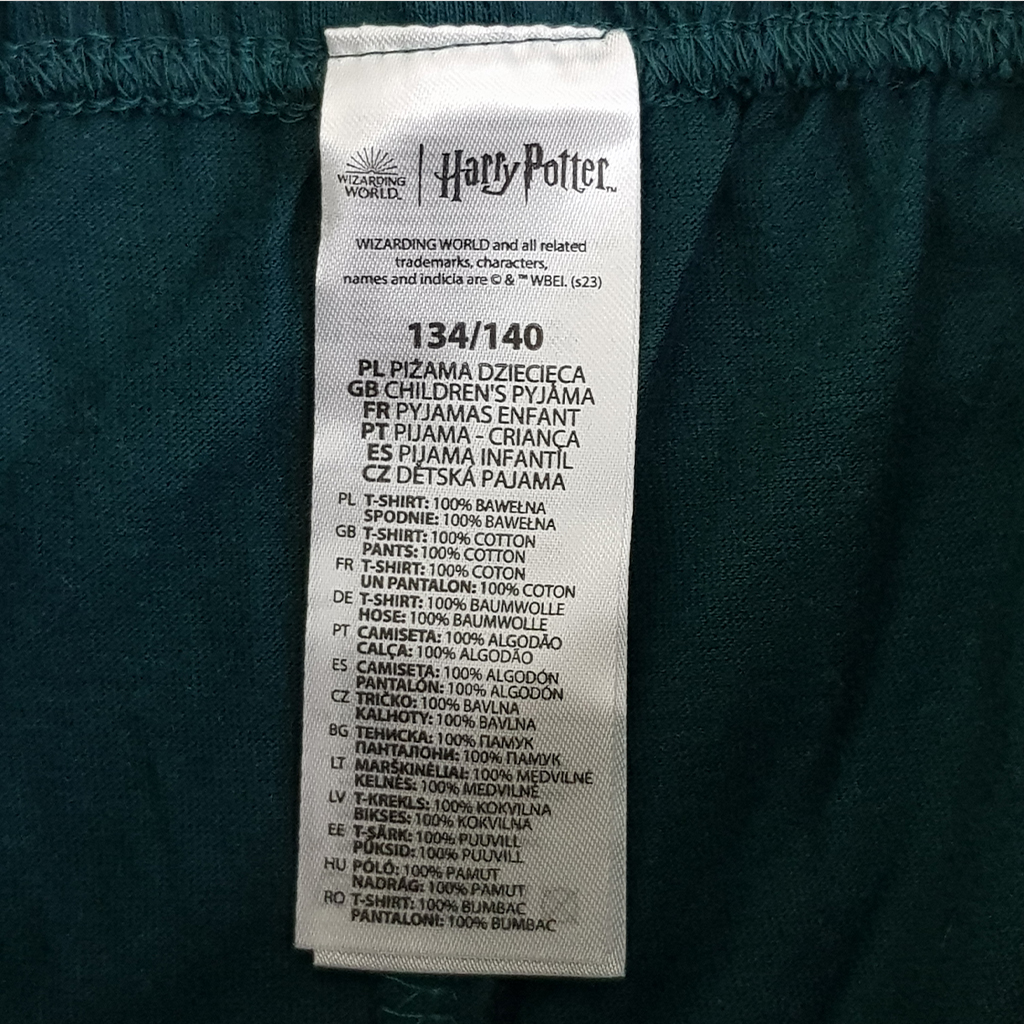 WIZARDING
WORLD
Harry Potter™
WIZARDING WORLD and all related
trademarks, characters,
names and indicia are © & ™ WBEI. (s23)
134/140
PL PIŻAMA DZIECIĘCA
GB CHILDREN'S PYJAMA
FR PYJAMAS ENFANT
PT PIJAMA - CRIANÇA
ES PIJAMA INFANTIL
CZ DĚTSKÁ PAJAMA
PL T-SHIRT: 100% BAWEŁNA
SPODNIE: 100% BAWEŁNA
GB T-SHIRT: 100% COTTON
PANTS: 100% COTTON
FR T-SHIRT: 100% COTON
UN PANTALON: 100% COTON
DE T-SHIRT: 100% BAUMWOLLE
HOSE: 100% BAUMWOLLE
PT CAMISETA: 100% ALGODÃO
CALÇA: 100% ALGODÃO
ES CAMISETA: 100% ALGODÓN
PANTALÓN: 100% ALGODÓN
CZ TRIČKO: 100% BAVLNA
KALHOTY: 100% BAVLNA
BG ТЕНИСКА: 100% ПАМУК
ПАНТАЛОНИ: 100% ПАМУК
LT MARŠKINĖLIAI: 100% MEDVILNĖ
KELNĖS: 100% MEDVILNĖ
LV T-KREKLS: 100% KOKVILNA
BIKSES: 100% KOKVILNA
EE T-SÄRK: 100% PUUVILL
PÜKSID: 100% PUUVILL
HU PÓLÓ: 100% PAMUT
NADRÁG: 100% PAMUT
RO T-SHIRT: 100% BUMBAC
PANTALONI: 100% BUMBAC